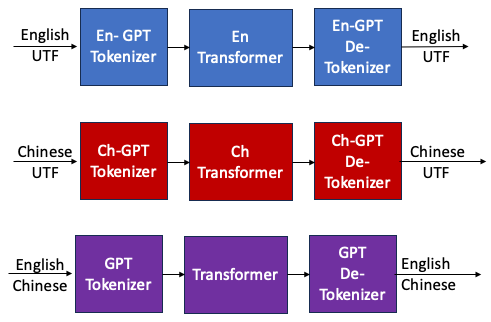 English
UTF
En- GPT
Tokenizer
En
Transformer
En-GPT
De-
Tokenizer
English
UTF
Chinese
UTF
Ch-GPT
Tokenizer
Ch
Transformer
Ch-GPT
De-
Tokenizer
Chinese
UTF
English
Chinese
GPT
Tokenizer
Transformer
GPT
De-
Tokenizer
English
Chinese